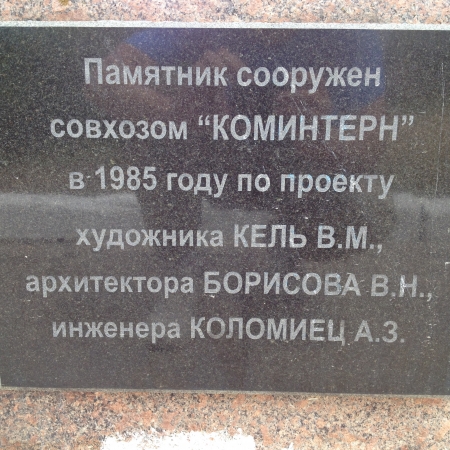 Памятник сооружен
совхозом “КОМИНТЕРН”
в 1985 году по проекту
художника КЕЛЬ В.М.,
архитектора БОРИСОВА В.Н.,
инженера КОЛОМИЕЦ А.З.